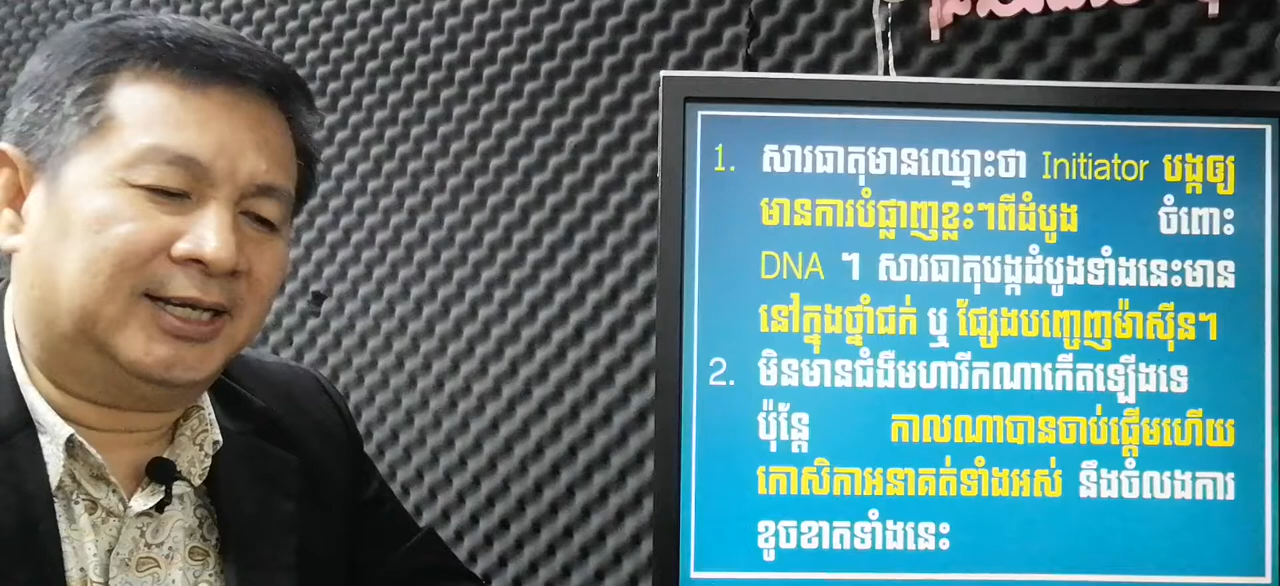 1. សារធាតុមានឈ្មោះថា Initiator បង្កឲ្យ
មានការបំផ្លាញខ្លះៗពីដំបូង ចំពោះ
DNA ។ សារធាតុបង្កដំបូងទាំងនេះមាន
នៅក្នុងថ្នាំជក់ ឬ ផ្សែងបញ្ចេញម៉ាស៊ីន។
2. មិនមានជំងឺមហារីកណាកើតឡើងទេ
ប៉ុន្តែ កាលណាបានចាប់ផ្តើមហើយ
កោសិកាអនាគត់ទាំងអស់ នឹងចំលងការ
ខូចខាតទាំងនេះ